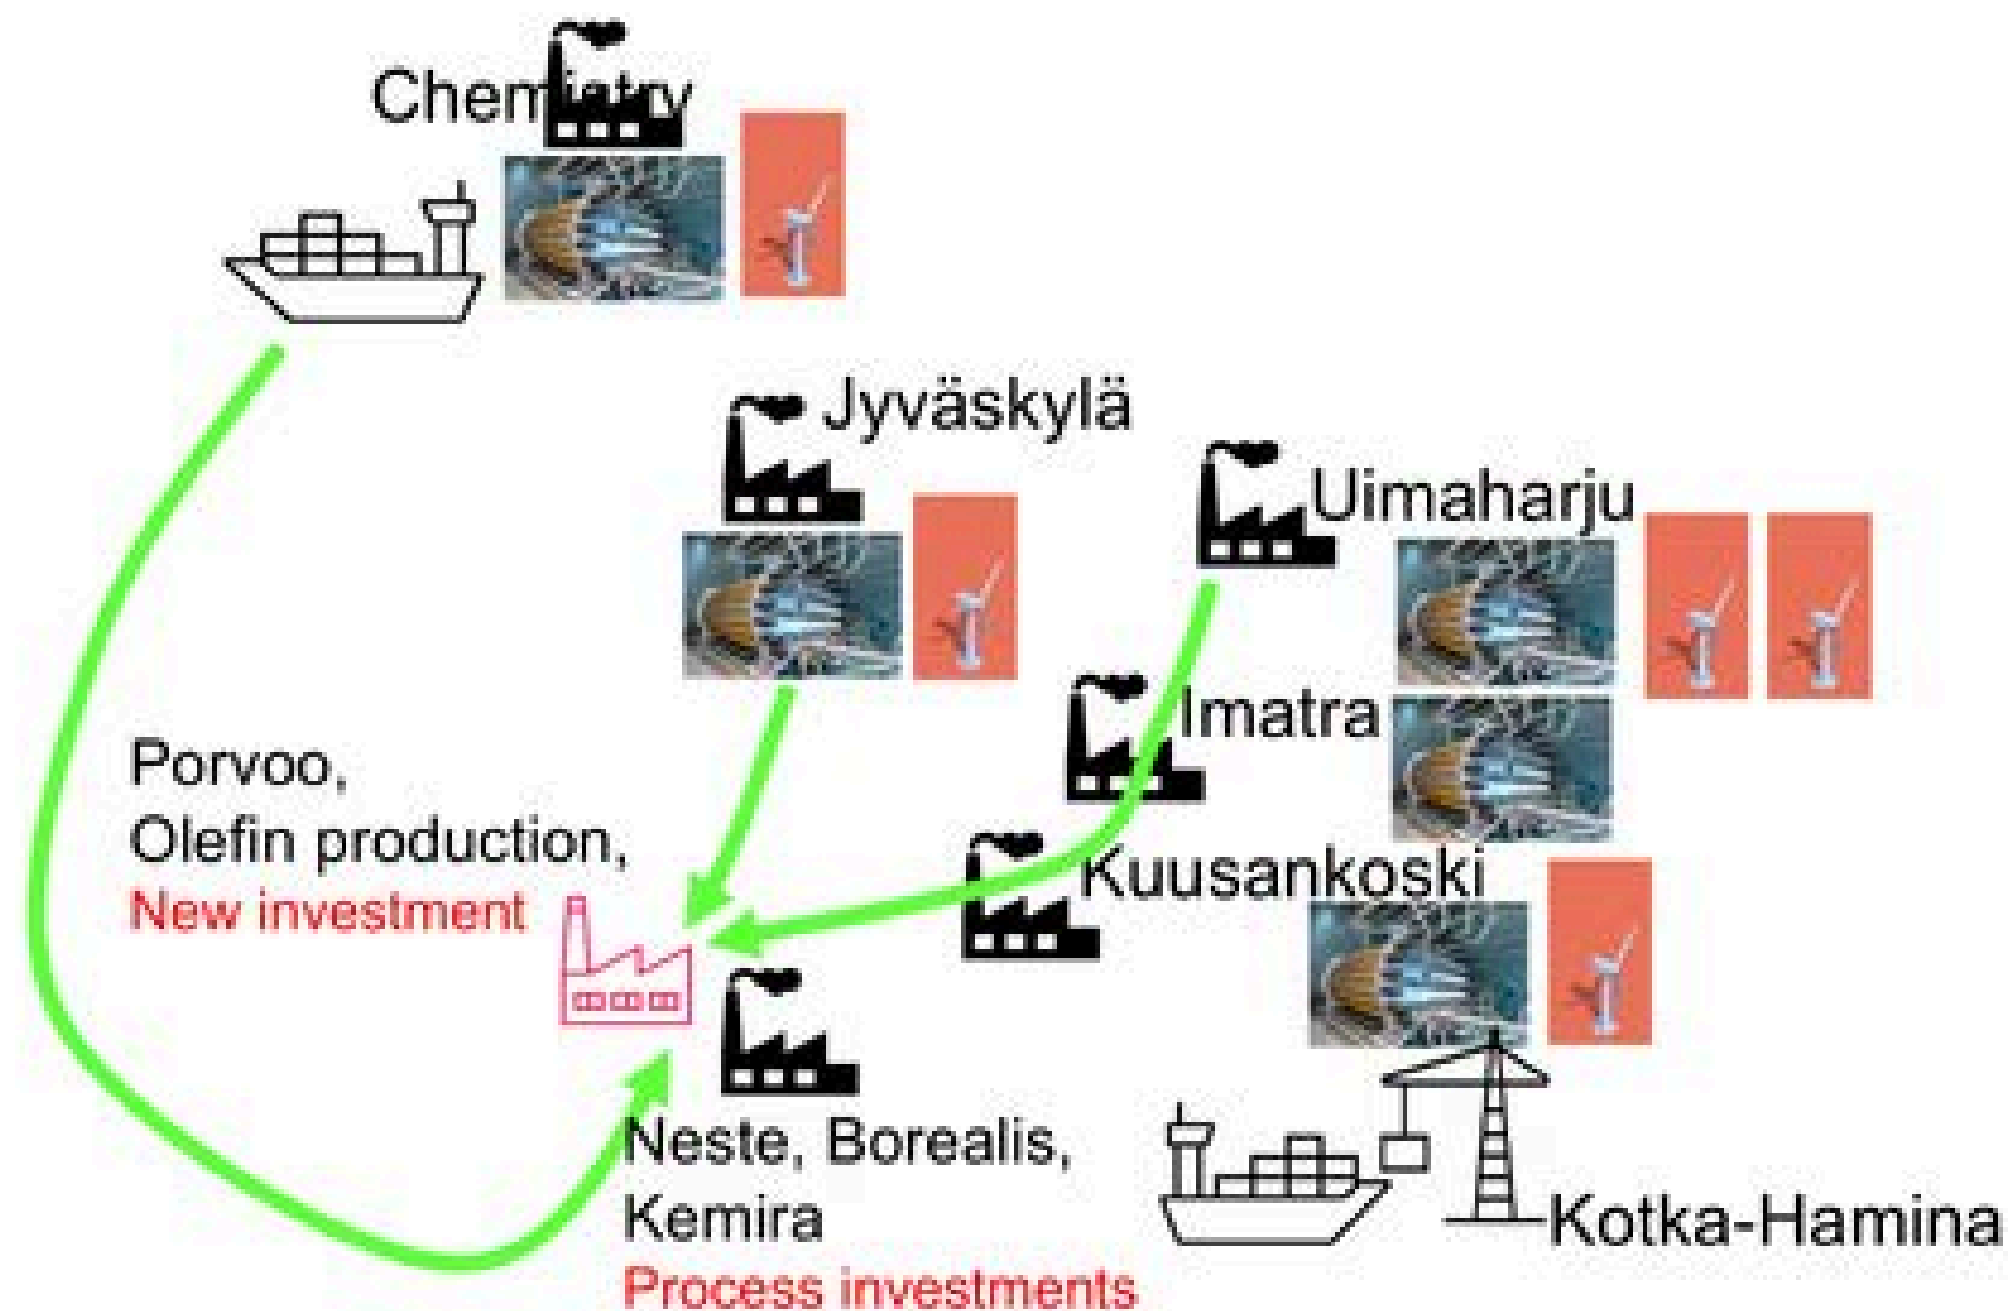 Chemistry
Jyväskylä
Uimaharju
Imatra
Porvoo,
Olefin production,
New investment
Kuusankoski
Neste, Borealis,
Kemira
Process investments
Kotka-Hamina